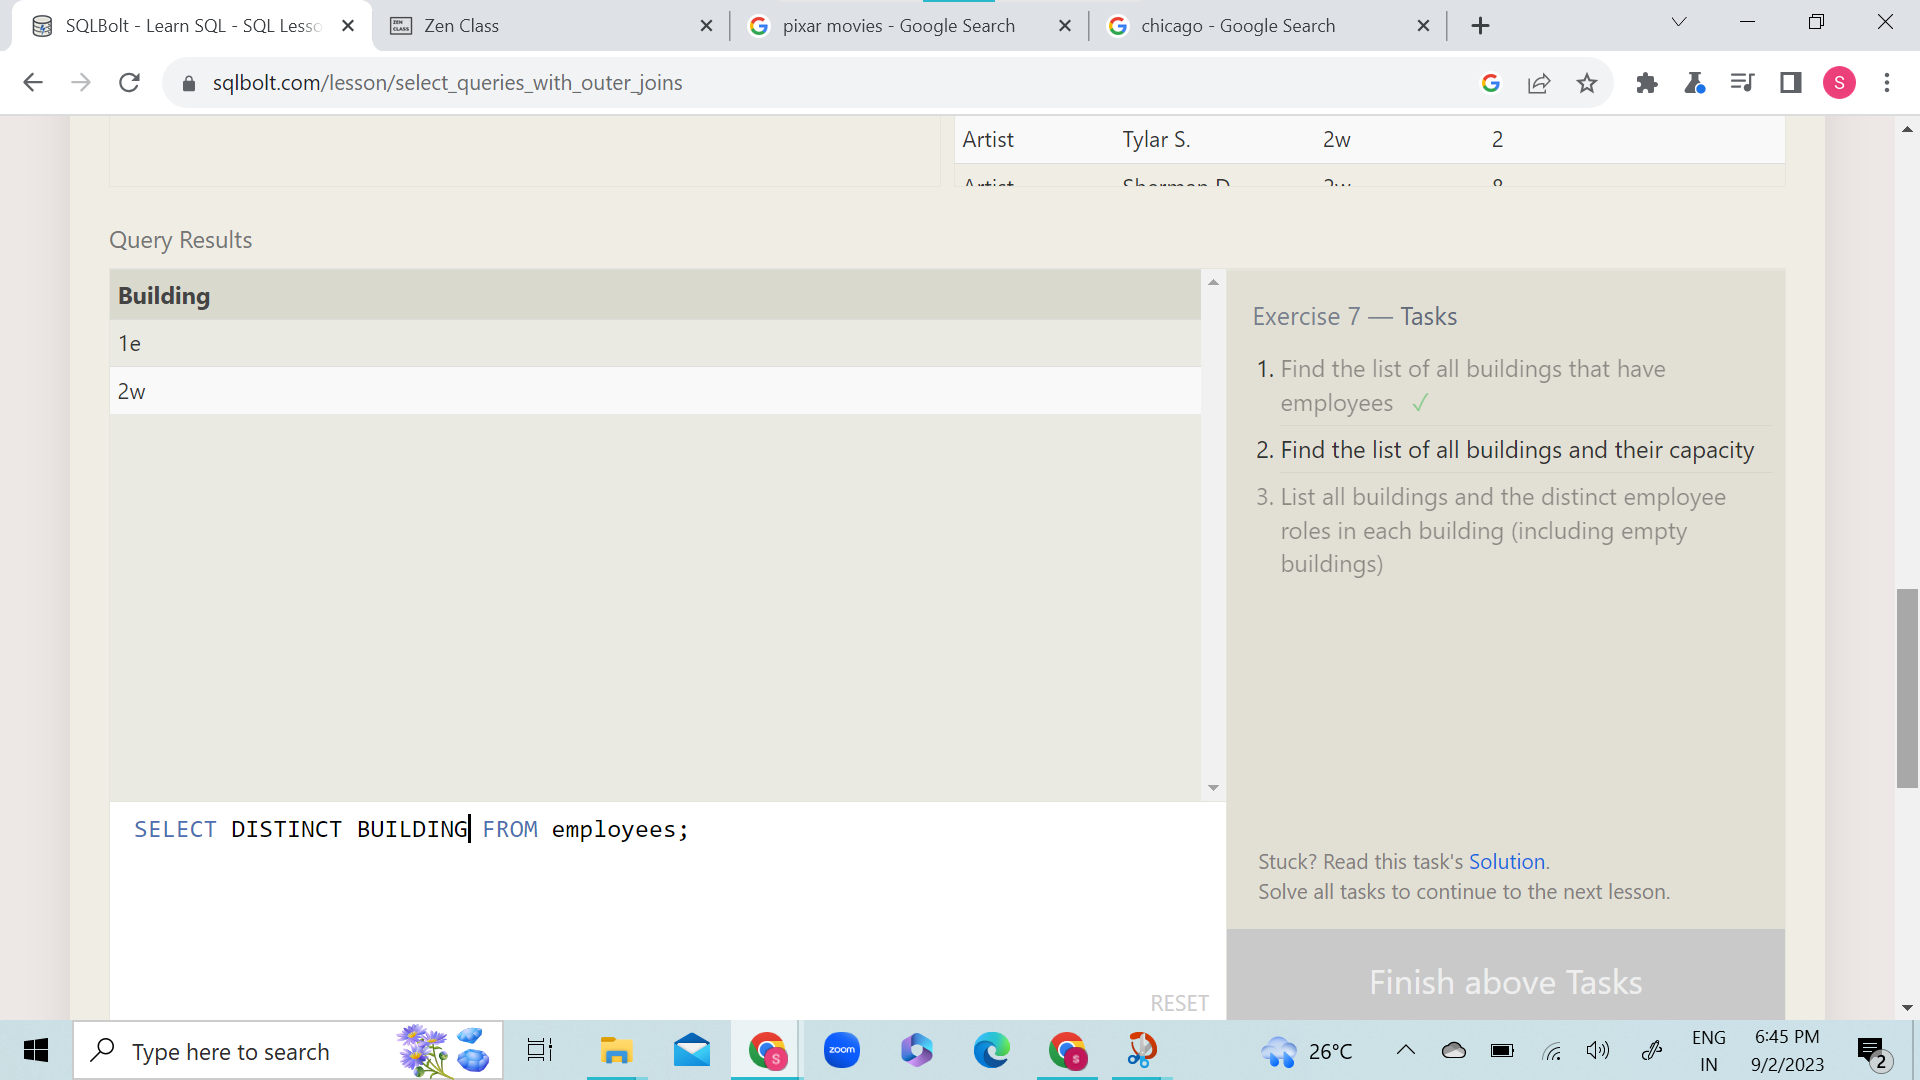 SQLBolt - Learn SQL - SQL Lesso
Zen Class
pixar movies - Google Search
chicago - Google Search
sqlbolt.com/lesson/select_queries_with_outer_joins
S
Artist Tylar S. 2w 2
Artist Sherman D. 2w 8
Query Results
Building
1e
2w
Exercise 7 — Tasks
1. Find the list of all buildings that have
employees ✓
2. Find the list of all buildings and their capacity
3. List all buildings and the distinct employee
roles in each building (including empty
buildings)
SELECT DISTINCT BUILDING FROM employees;
Stuck? Read this task's Solution.
Solve all tasks to continue to the next lesson.
RESET
Finish above Tasks
Type here to search
zoom
26°C
ENG
IN
6:45 PM
9/2/2023
2